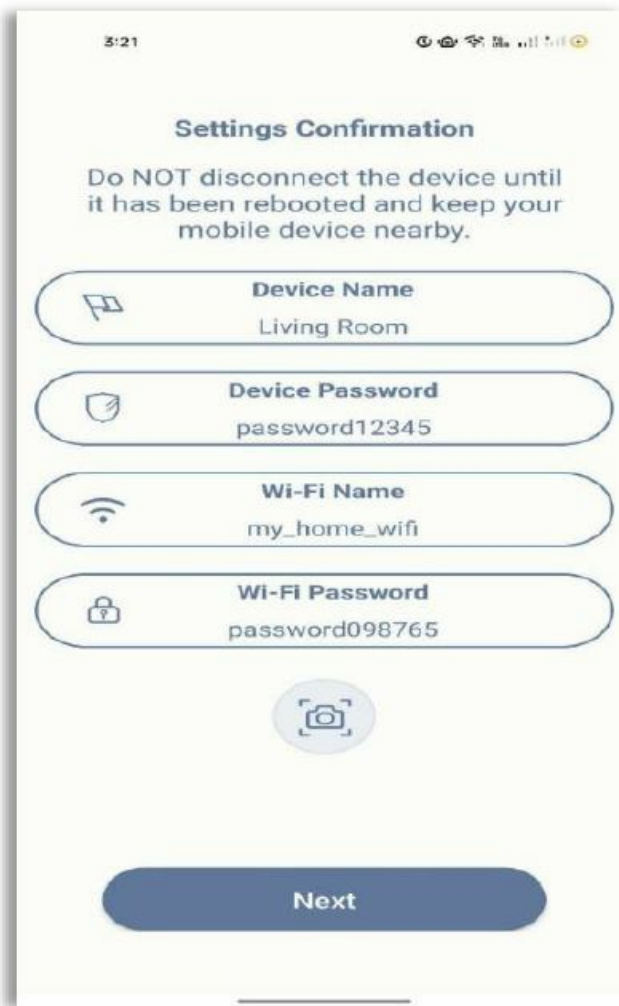 3:21
Settings Confirmation
Do NOT disconnect the device until
it has been rebooted and keep your
mobile device nearby.
Device Name
Living Room
Device Password
password12345
Wi-Fi Name
my_home_wifi
Wi-Fi Password
password098765
Next